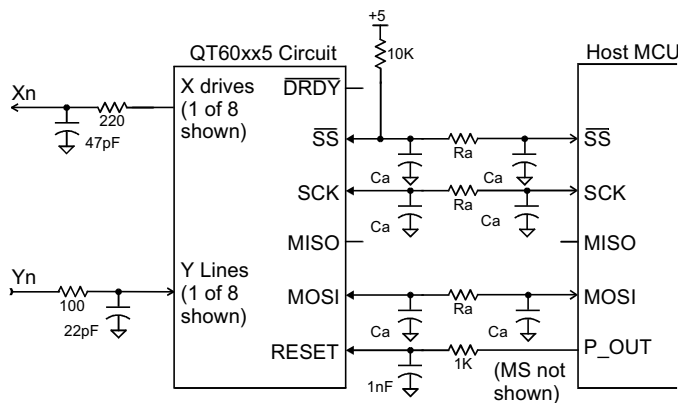 +5
QT60xx5 Circuit
10K
Host MCU
Xn
X drives
(1 of 8
shown)
DRDY
220
47pF
SS
Ra
SS
Ca
Ca
SCK
Ra
SCK
Ca
Ca
MISO
MISO
Yn
Y Lines
(1 of 8
shown)
100
22pF
MOSI
Ra
MOSI
Ca
Ca
RESET
1K
P_OUT
1nF
(MS not
shown)